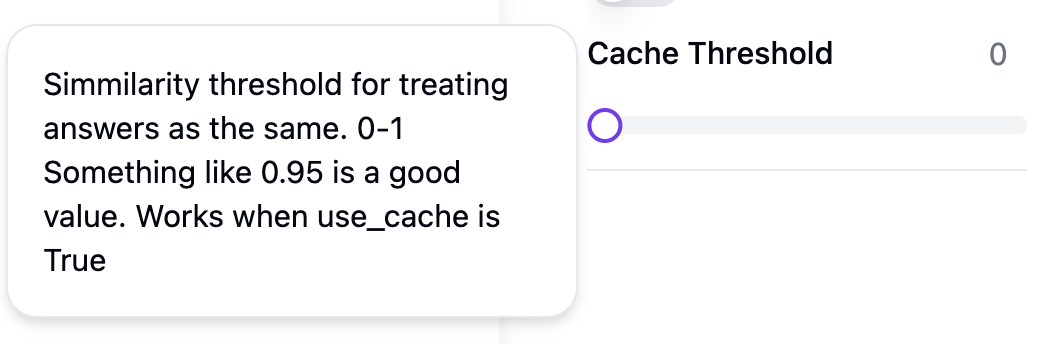 Simmilarity threshold for treating
answers as the same. 0-1
Something like 0.95 is a good
value. Works when use_cache is
True
Cache Threshold 0